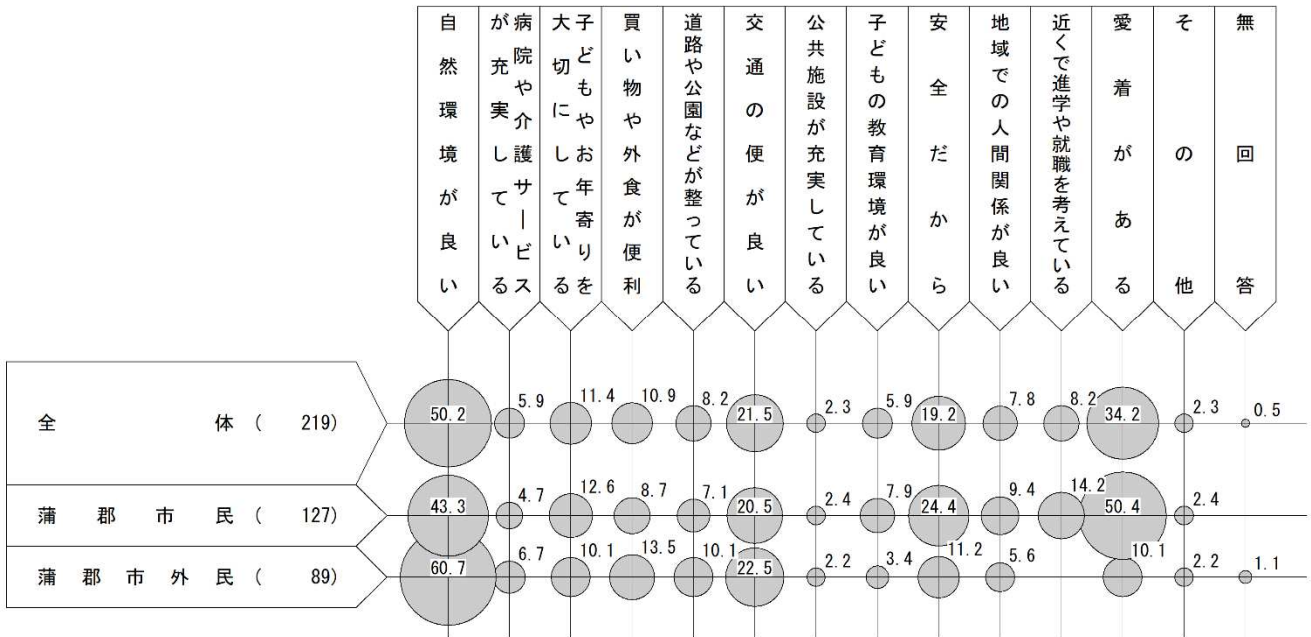 自然環境が良い
病院や介護サービス
が充実している
子どもやお年寄りを
大切にしている
買い物や外食が便利
道路や公園などが整っている
交通の便が良い
公共施設が充実している
子どもの教育環境が良い
安全だから
地域での人間関係が良い
近くで進学や就職を考えている
愛着がある
その他
無回答
全体( 219) 50.2 5.9 11.4 10.9 8.2 21.5 2.3 5.9 19.2 7.8 8.2 34.2 2.3 0.5
蒲郡市民( 127) 43.3 4.7 12.6 8.7 7.1 20.5 2.4 7.9 24.4 9.4 14.2 50.4 2.4
蒲郡市外民( 89) 60.7 6.7 10.1 13.5 10.1 22.5 2.2 3.4 11.2 5.6 10.1 2.2 1.1